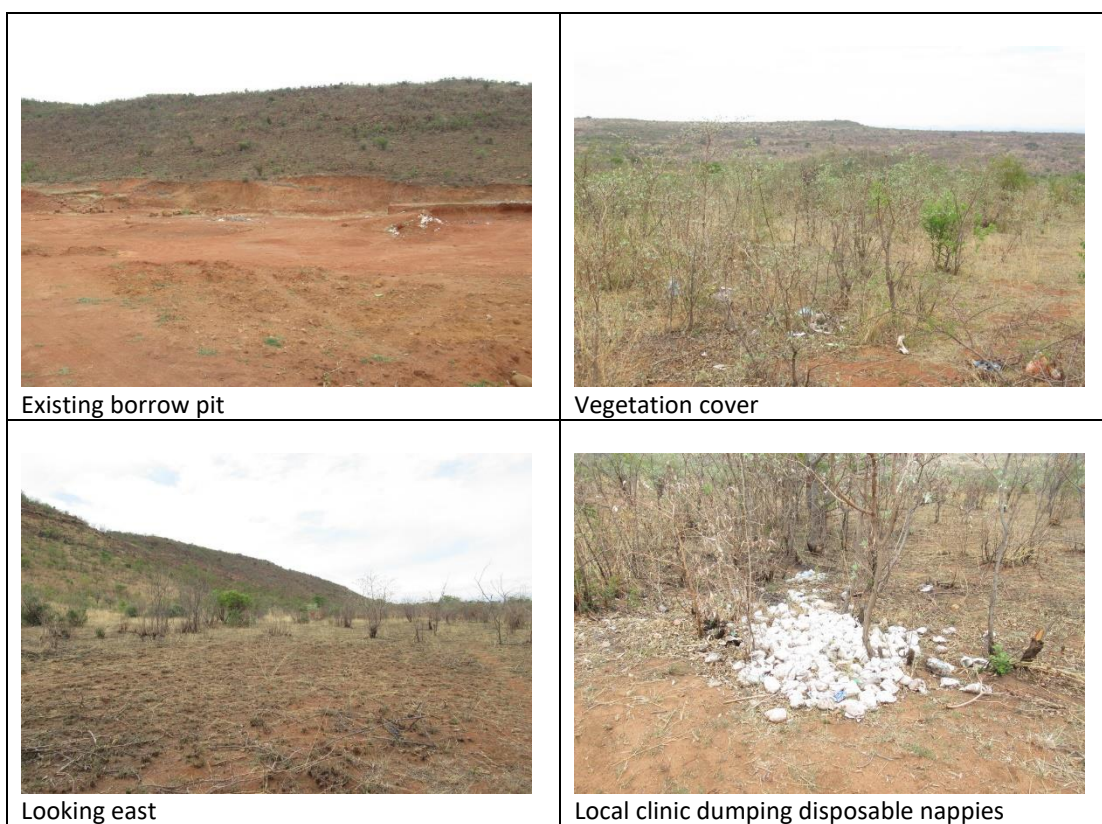 Existing borrow pit
Vegetation cover
Looking east
Local clinic dumping disposable nappies